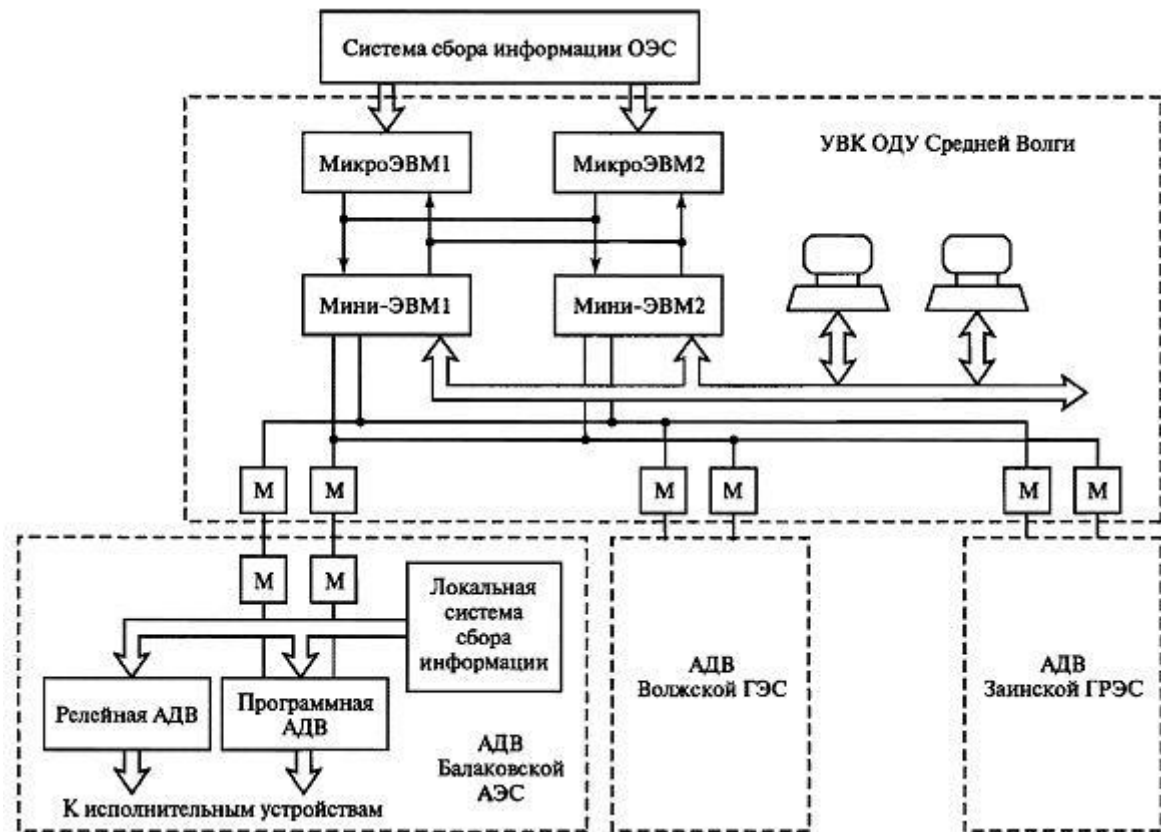 Система сбора информации ОЭС
УВК ОДУ Средней Волги
МикроЭВМ1
МикроЭВМ2
Мини-ЭВМ1
Мини-ЭВМ2
М
М
М
М
М
М
М
М
Локальная
система
сбора
информации
Релейная АДВ
Программная
АДВ
АДВ
Балаковской
АЭС
К исполнительным устройствам
АДВ
Волжской ГЭС
АДВ
Заинской ГРЭС